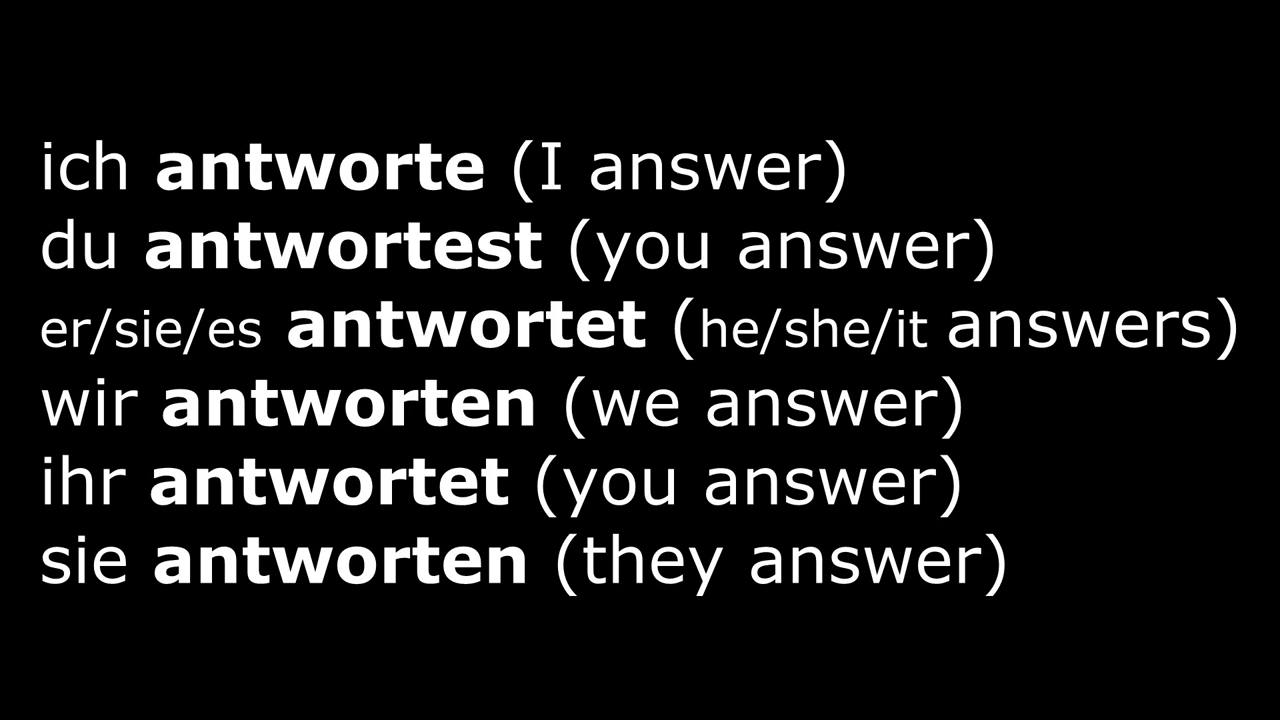 ich antworte (I answer)
du antwortest (you answer)
er/sie/es antwortet (he/she/it answers)
wir antworten (we answer)
ihr antwortet (you answer)
sie antworten (they answer)